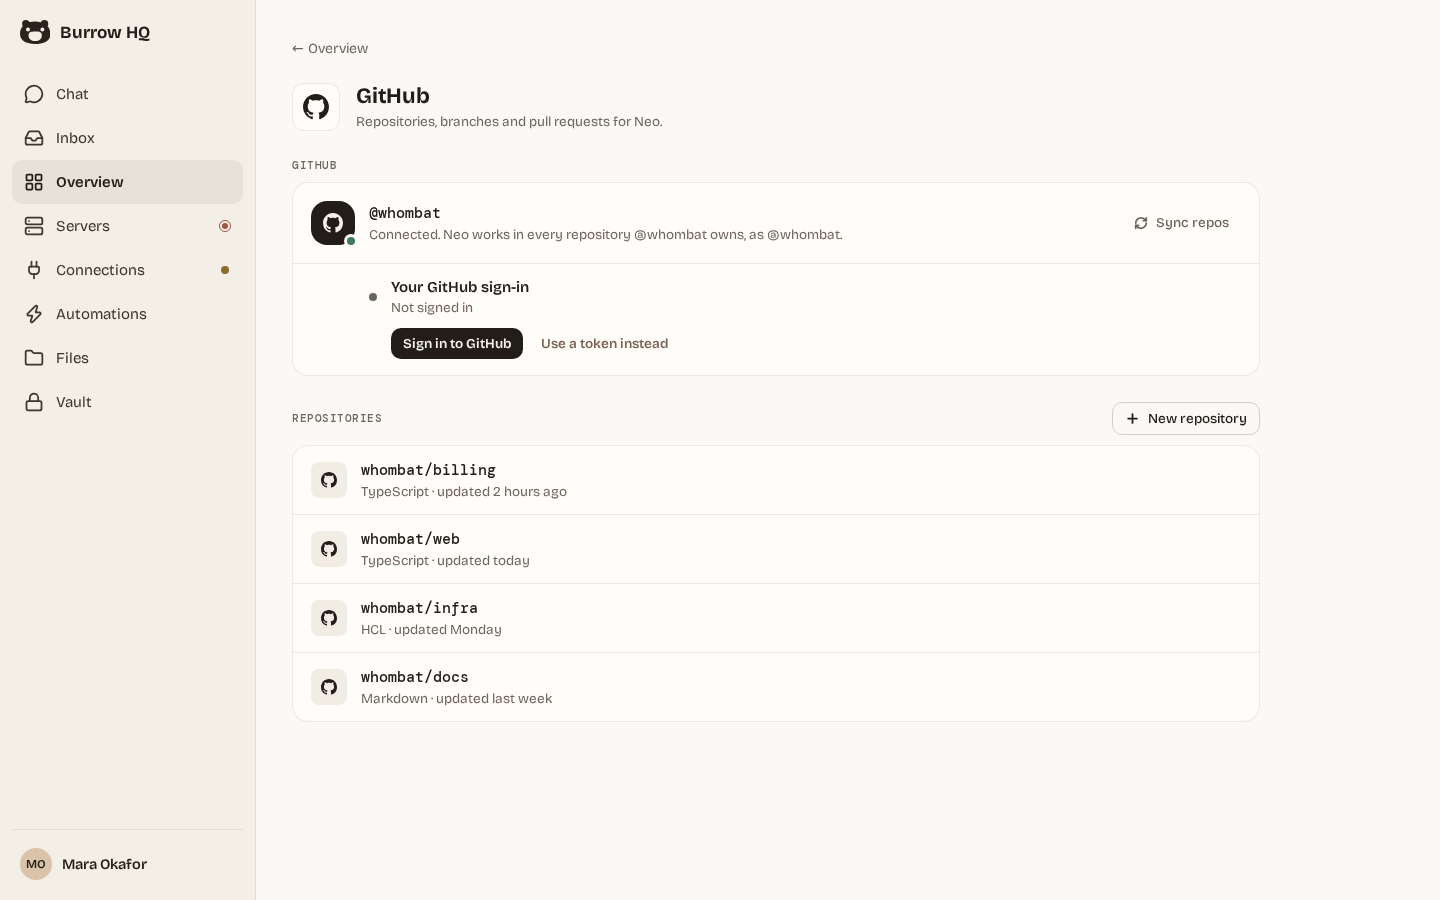 Burrow HQ
Chat
Inbox
Overview
Servers
Connections
Automations
Files
Vault
MO
Mara Okafor
← Overview
GitHub
Repositories, branches and pull requests for Neo.
GITHUB
@whombat
Connected. Neo works in every repository @whombat owns, as @whombat.
Sync repos
Your GitHub sign-in
Not signed in
Sign in to GitHub
Use a token instead
REPOSITORIES
New repository
whombat/billing
TypeScript · updated 2 hours ago
whombat/web
TypeScript · updated today
whombat/infra
HCL · updated Monday
whombat/docs
Markdown · updated last week